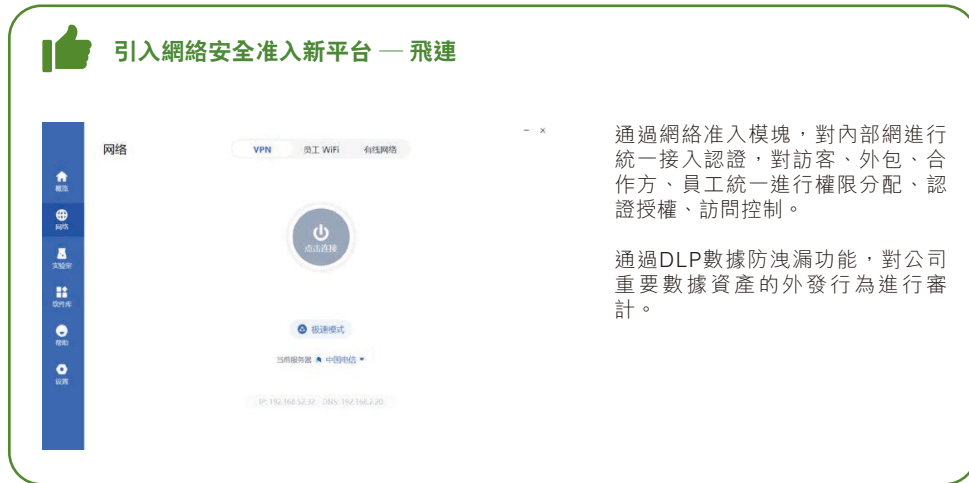 引入網絡安全准入新平台 — 飛連
网络
VPN
员工 WiFi
有线网络
概览
网络
实验室
软件库
帮助
设置
点击连接
极速模式
当前服务器 中国电信
IP: 192.168.52.32 DNS: 192.168.2.20
通過網絡准入模塊，對內部網進行
統一接入認證，對訪客、外包、合
作方、員工統一進行權限分配、認
證授權、訪問控制。
通過DLP數據防洩漏功能，對公司
重要數據資產的外發行為進行審
計。